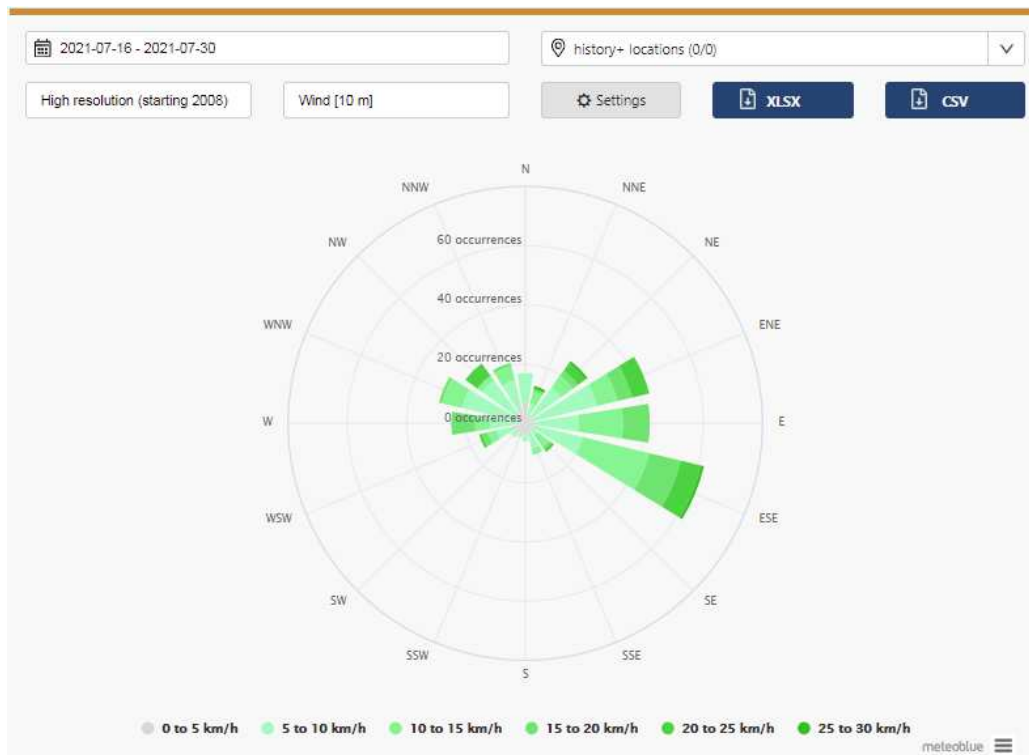 2021-07-16 - 2021-07-30
history+ locations (0/0)
High resolution (starting 2008)
Wind [10 m]
Settings
XLSX
CSV
N
NNW
NNE
60 occurrences
NW
NE
40 occurrences
WNW
ENE
20 occurrences
0 occurrences
W
E
WSW
ESE
SW
SE
SSW
SSE
S
0 to 5 km/h 5 to 10 km/h 10 to 15 km/h 15 to 20 km/h 20 to 25 km/h 25 to 30 km/h
meteoblue